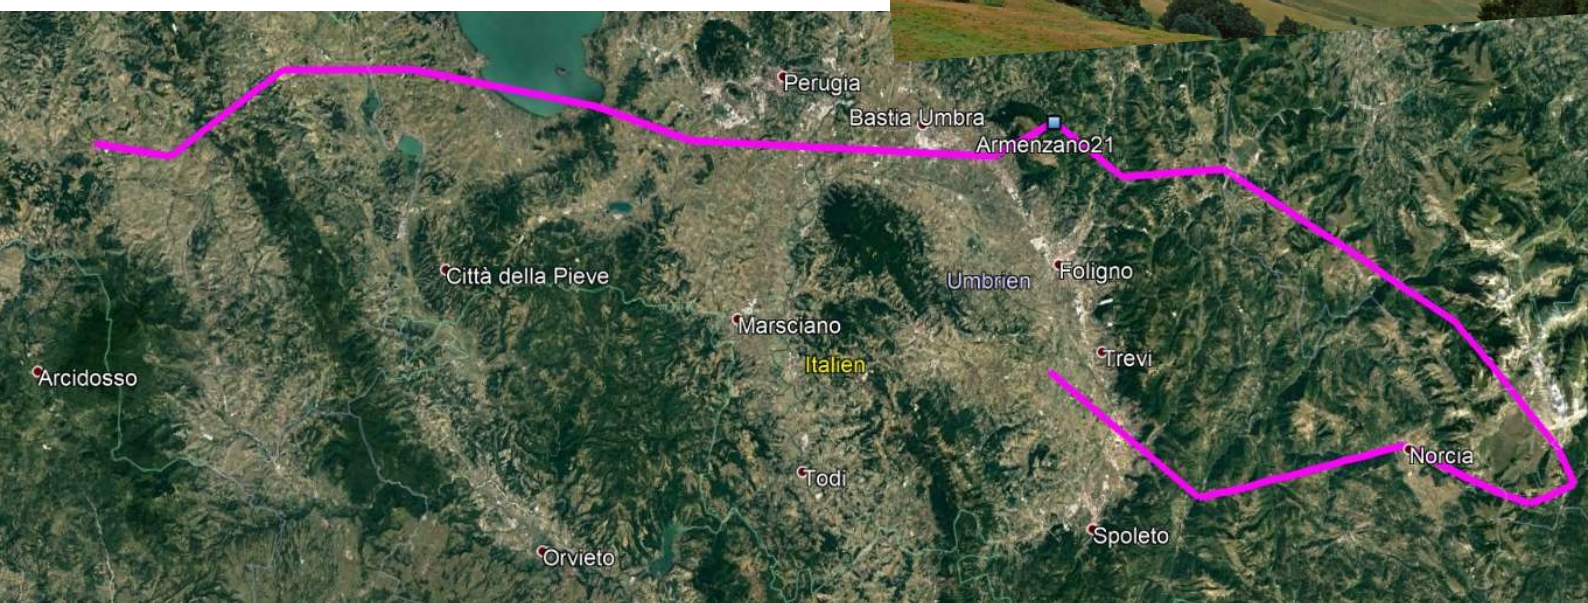 Perugia
Bastia Umbra
Armenzano21
Città della Pieve
Umbrien
Foligno
Marsciano
Italien
Trevi
Arcidosso
Norcia
Todi
Spoleto
Orvieto